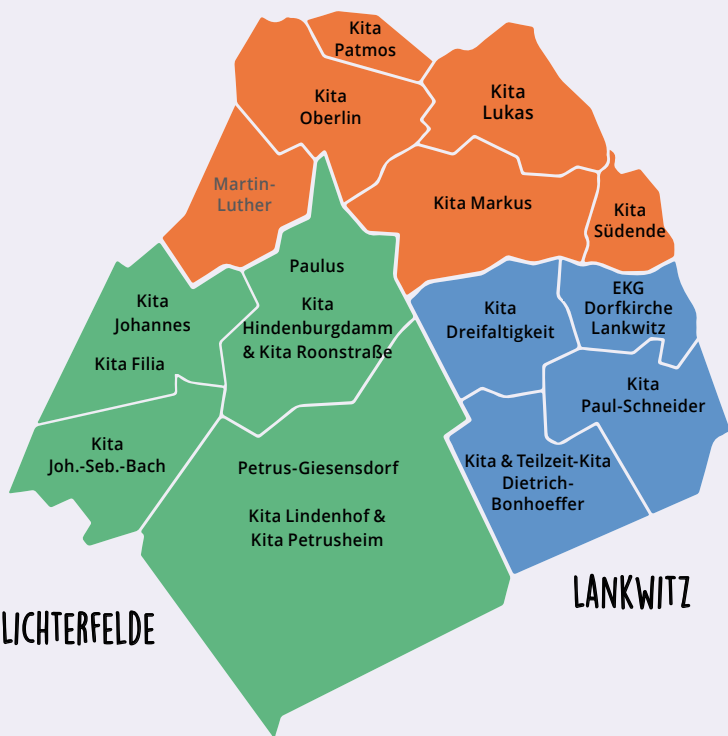 Kita
Patmos
Kita
Oberlin
Kita
Lukas
Martin-
Luther
Kita Markus
Kita
Südende
Paulus
Kita
Hindenburgdamm
& Kita Roonstraße
Kita
Johannes
Kita Filia
Kita
Dreifaltigkeit
EKG
Dorfkirche
Lankwitz
Kita
Paul-Schneider
Kita
Joh.-Seb.-Bach
Petrus-Giesensdorf
Kita Lindenhof &
Kita Petrusheim
Kita & Teilzeit-Kita
Dietrich-
Bonhoeffer
LANKWITZ
LICHTERFELDE